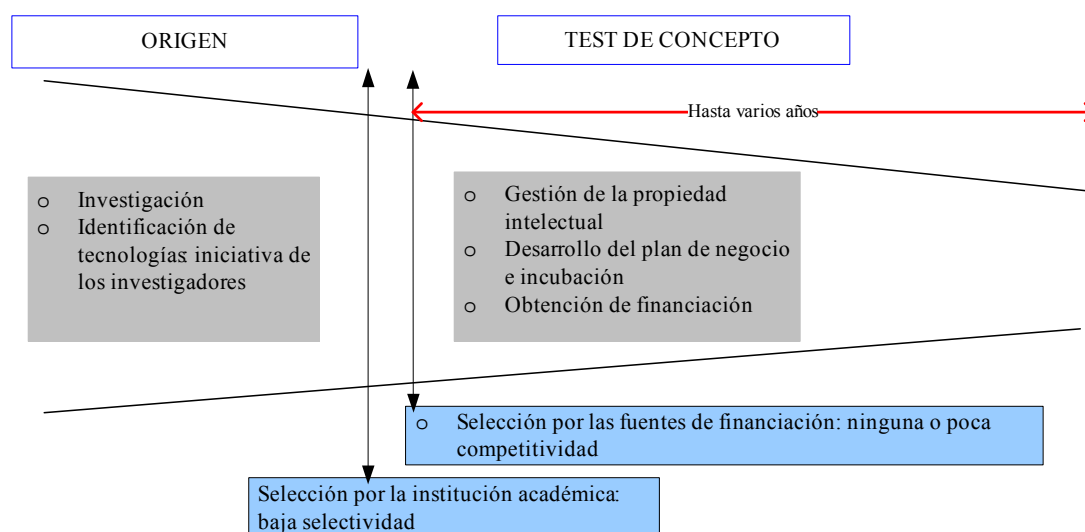 ORIGEN
TEST DE CONCEPTO
Hasta varios años
o Investigación
o Identificación de
tecnologías: iniciativa de
los investigadores
o Gestión de la propiedad
intelectual
o Desarrollo del plan de negocio
e incubación
o Obtención de financiación
o Selección por las fuentes de financiación: ninguna o poca
competitividad
Selección por la institución académica:
baja selectividad